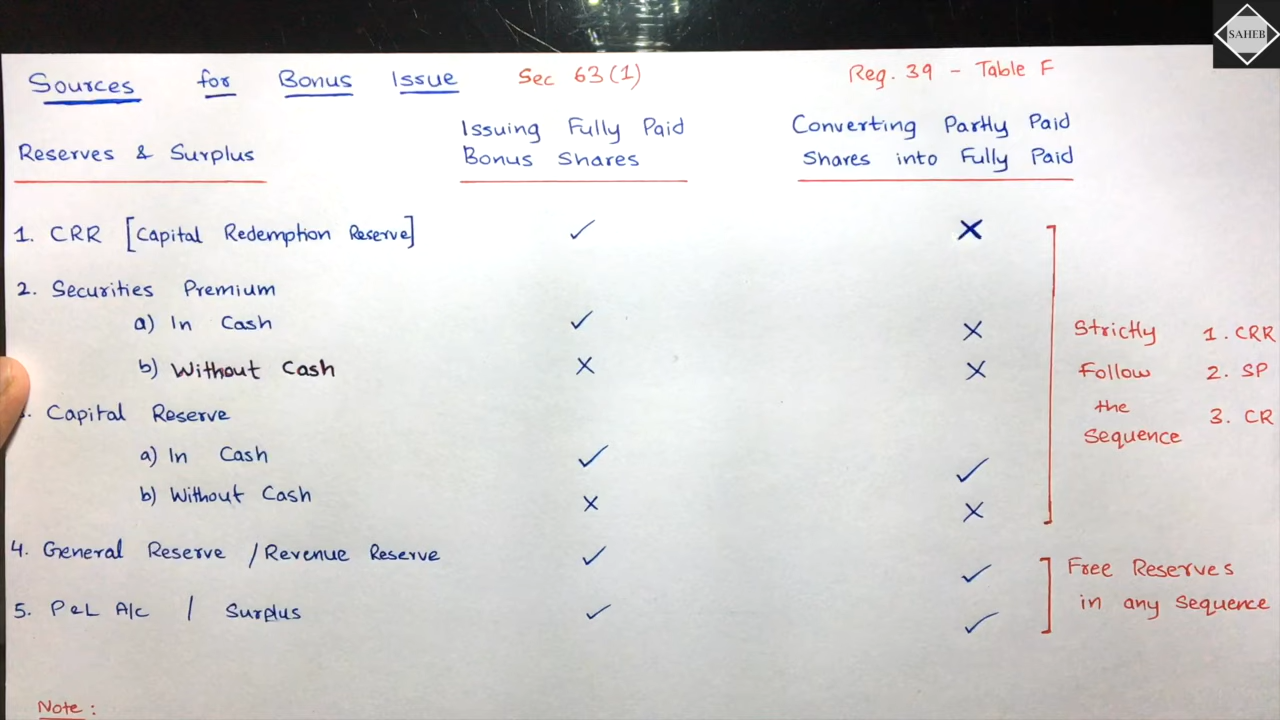 SAHEB
Sources for Bonus Issue Sec 63(1) Reg. 39 - Table F
Reserves & Surplus
Issuing Fully Paid
Bonus Shares
Converting Partly Paid
Shares into Fully Paid
1. CRR [Capital Redemption Reserve] ✓ ✗
2. Securities Premium
a) In Cash ✓ ✗
b) Without Cash ✗ ✗
. Capital Reserve
a) In Cash ✓ ✓
b) Without Cash ✗ ✗
4. General Reserve / Revenue Reserve ✓ ✓
5. P&L A/c / Surplus ✓ ✓
Strictly
Follow
the
Sequence
1. CRR
2. SP
3. CR
Free Reserves
in any Sequence
Note :